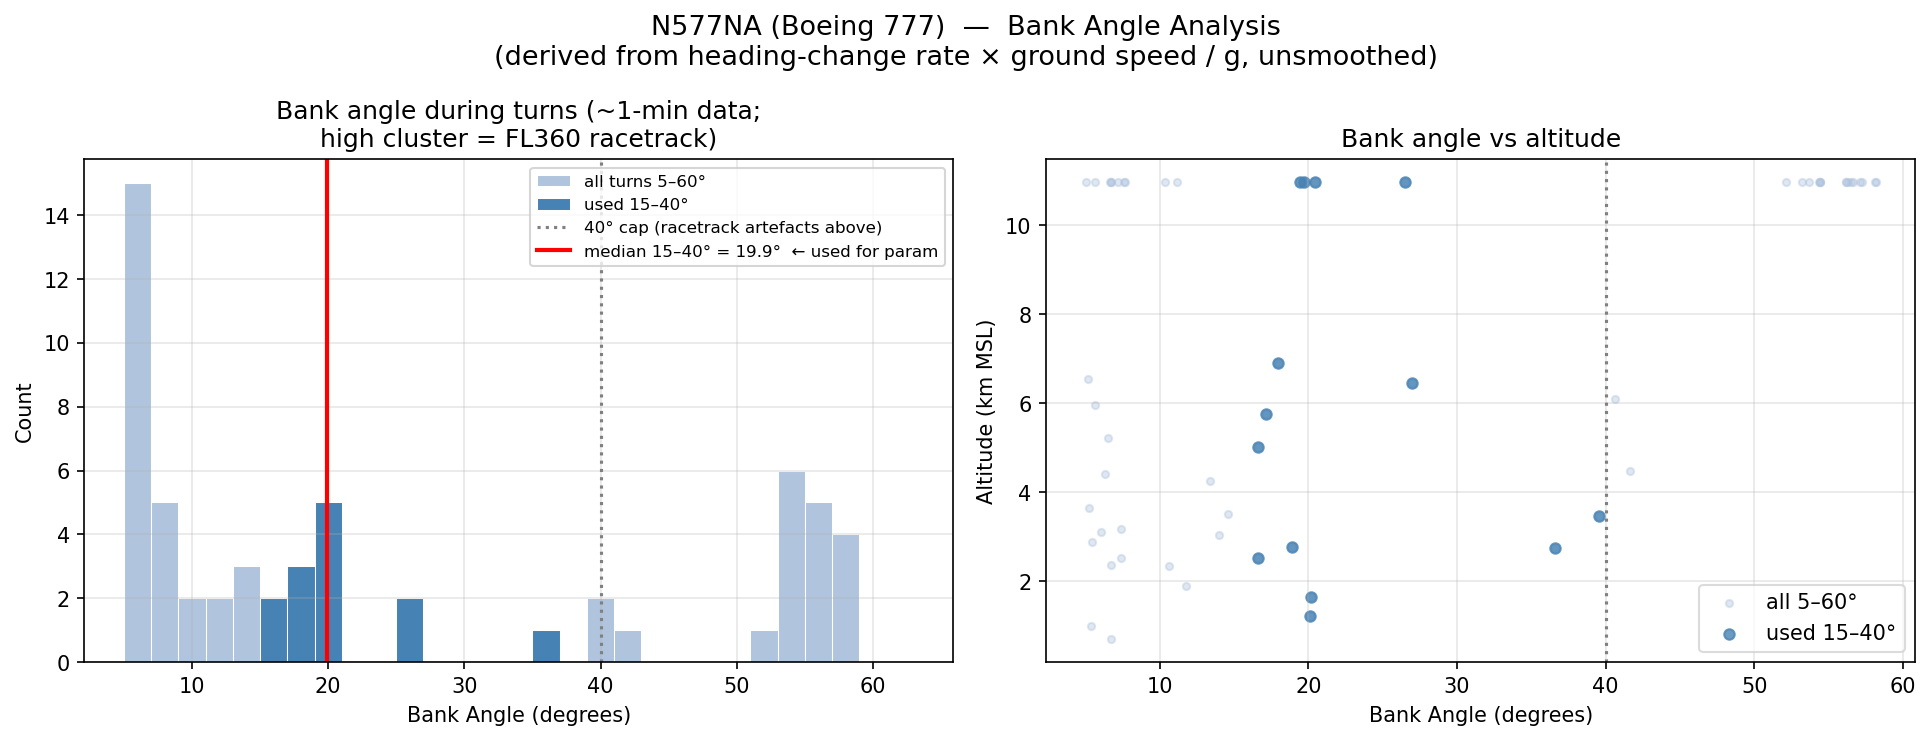 N577NA (Boeing 777)  —  Bank Angle Analysis
(derived from heading-change rate × ground speed / g, unsmoothed)
Bank angle during turns (~1-min data;
high cluster = FL360 racetrack)
all turns 5–60°
used 15–40°
40° cap (racetrack artefacts above)
median 15–40° = 19.9°  ← used for param
Count
14
12
10
8
6
4
2
0
10 20 30 40 50 60
Bank Angle (degrees)
Bank angle vs altitude
Altitude (km MSL)
10
8
6
4
2
all 5–60°
used 15–40°
10 20 30 40 50 60
Bank Angle (degrees)